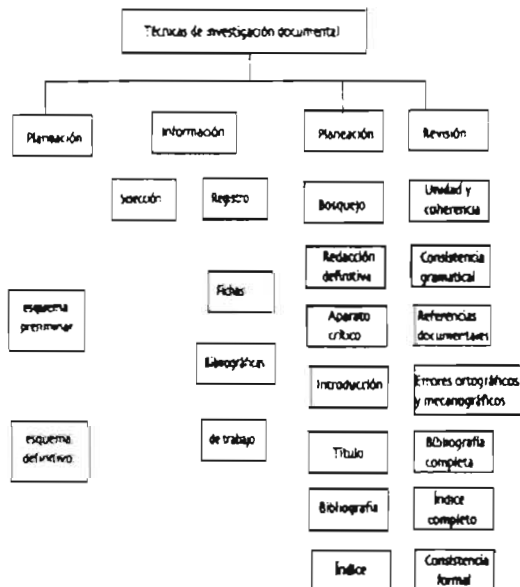 Técnicas de investigación documental
Planeación
Información
Planeación
Revisión
Selección
Registro
Bosquejo
Unidad y
coherencia
Redacción
definitiva
Consistencia
gramatical
Fichas
esquema
preliminar
Aparato
crítico
Referencias
documentales
Bibliográficas
Introducción
Errores ortográficos
y mecanográficos
esquema
definitivo
de trabajo
Título
Bibliografía
completa
Bibliografía
Índice
completo
Índice
Consistencia
formal